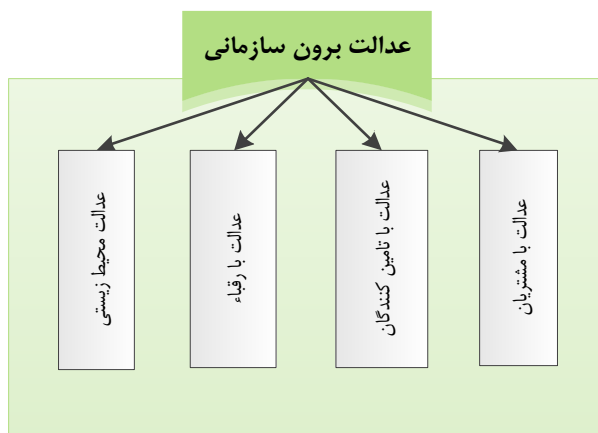 عدالت برون سازمانی
عدالت با مشتریان
عدالت با تامین کنندگان
عدالت با رقباء
عدالت محیط زیستی